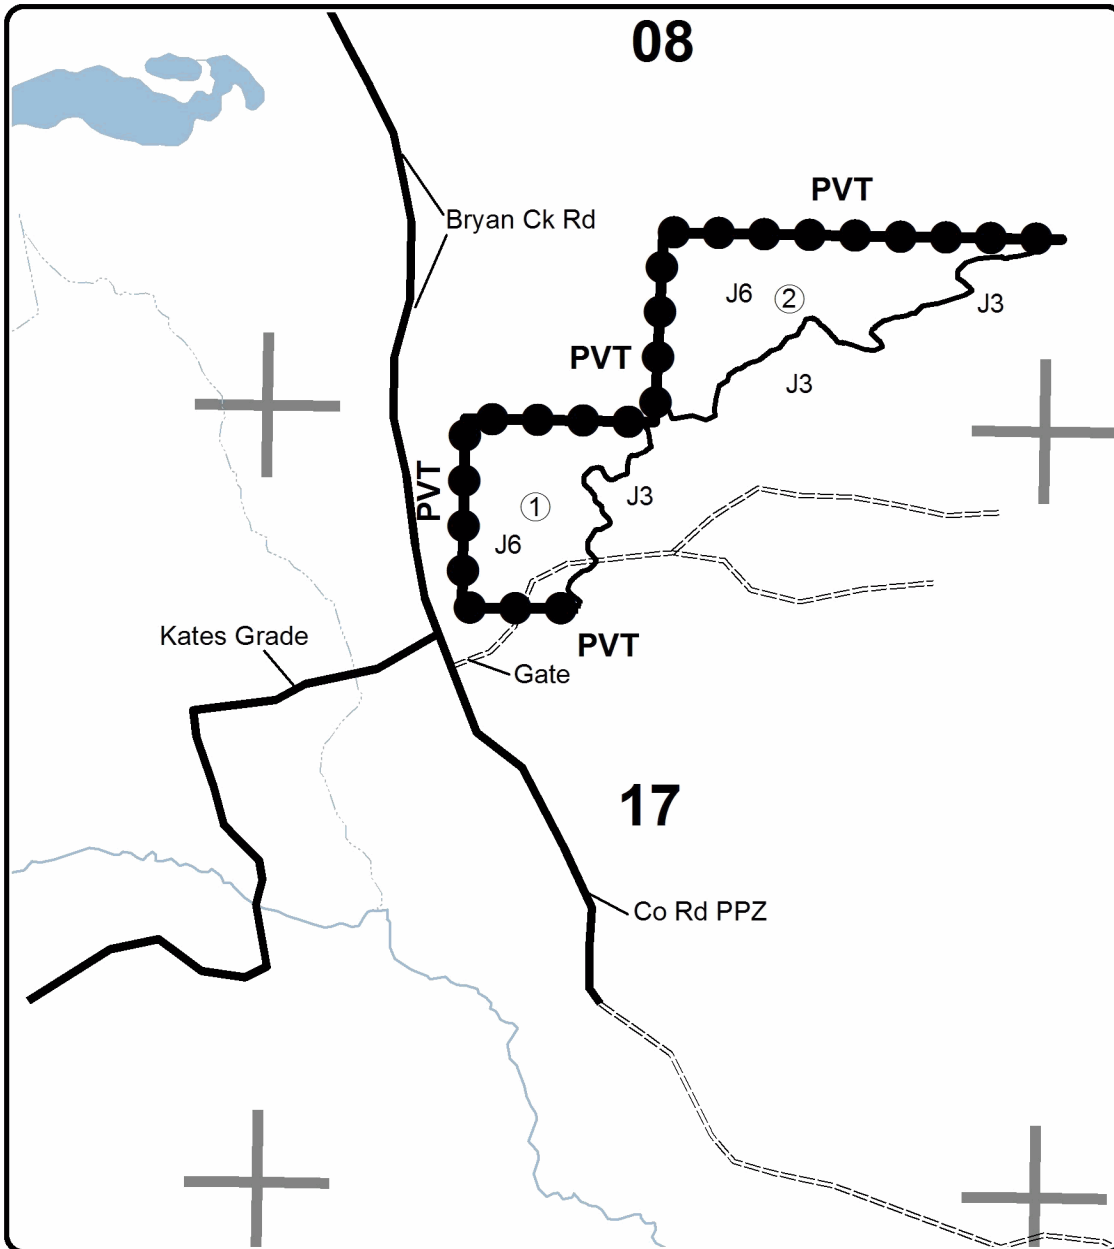 08
PVT
Bryan Ck Rd
J6
2
J3
PVT
J3
PVT
J3
1
J6
Kates Grade
PVT
Gate
17
Co Rd PPZ